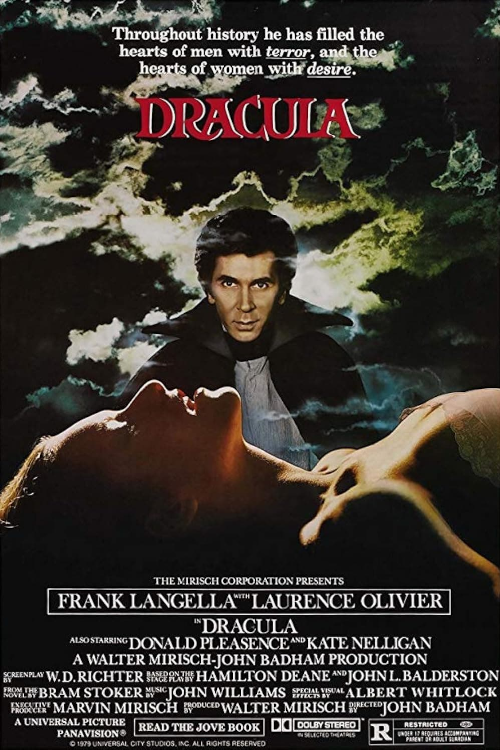 Throughout history he has filled the
hearts of men with terror, and the
hearts of women with desire.
DRACULA
THE MIRISCH CORPORATION PRESENTS
FRANK LANGELLA WITH LAURENCE OLIVIER
IN DRACULA
ALSO STARRING DONALD PLEASENCE AND KATE NELLIGAN
A WALTER MIRISCH-JOHN BADHAM PRODUCTION
SCREENPLAY BY W.D. RICHTER BASED ON THE STAGE PLAY BY HAMILTON DEANE AND JOHN L. BALDERSTON
FROM THE NOVEL BY BRAM STOKER MUSIC BY JOHN WILLIAMS SPECIAL VISUAL EFFECTS BY ALBERT WHITLOCK
EXECUTIVE PRODUCER MARVIN MIRISCH PRODUCED BY WALTER MIRISCH DIRECTED BY JOHN BADHAM
A UNIVERSAL PICTURE
PANAVISION®
READ THE JOVE BOOK
DOLBY STEREO
IN SELECTED THEATRES
R RESTRICTED
UNDER 17 REQUIRES ACCOMPANYING
PARENT OR ADULT GUARDIAN
© 1979 UNIVERSAL CITY STUDIOS, INC. ALL RIGHTS RESERVED